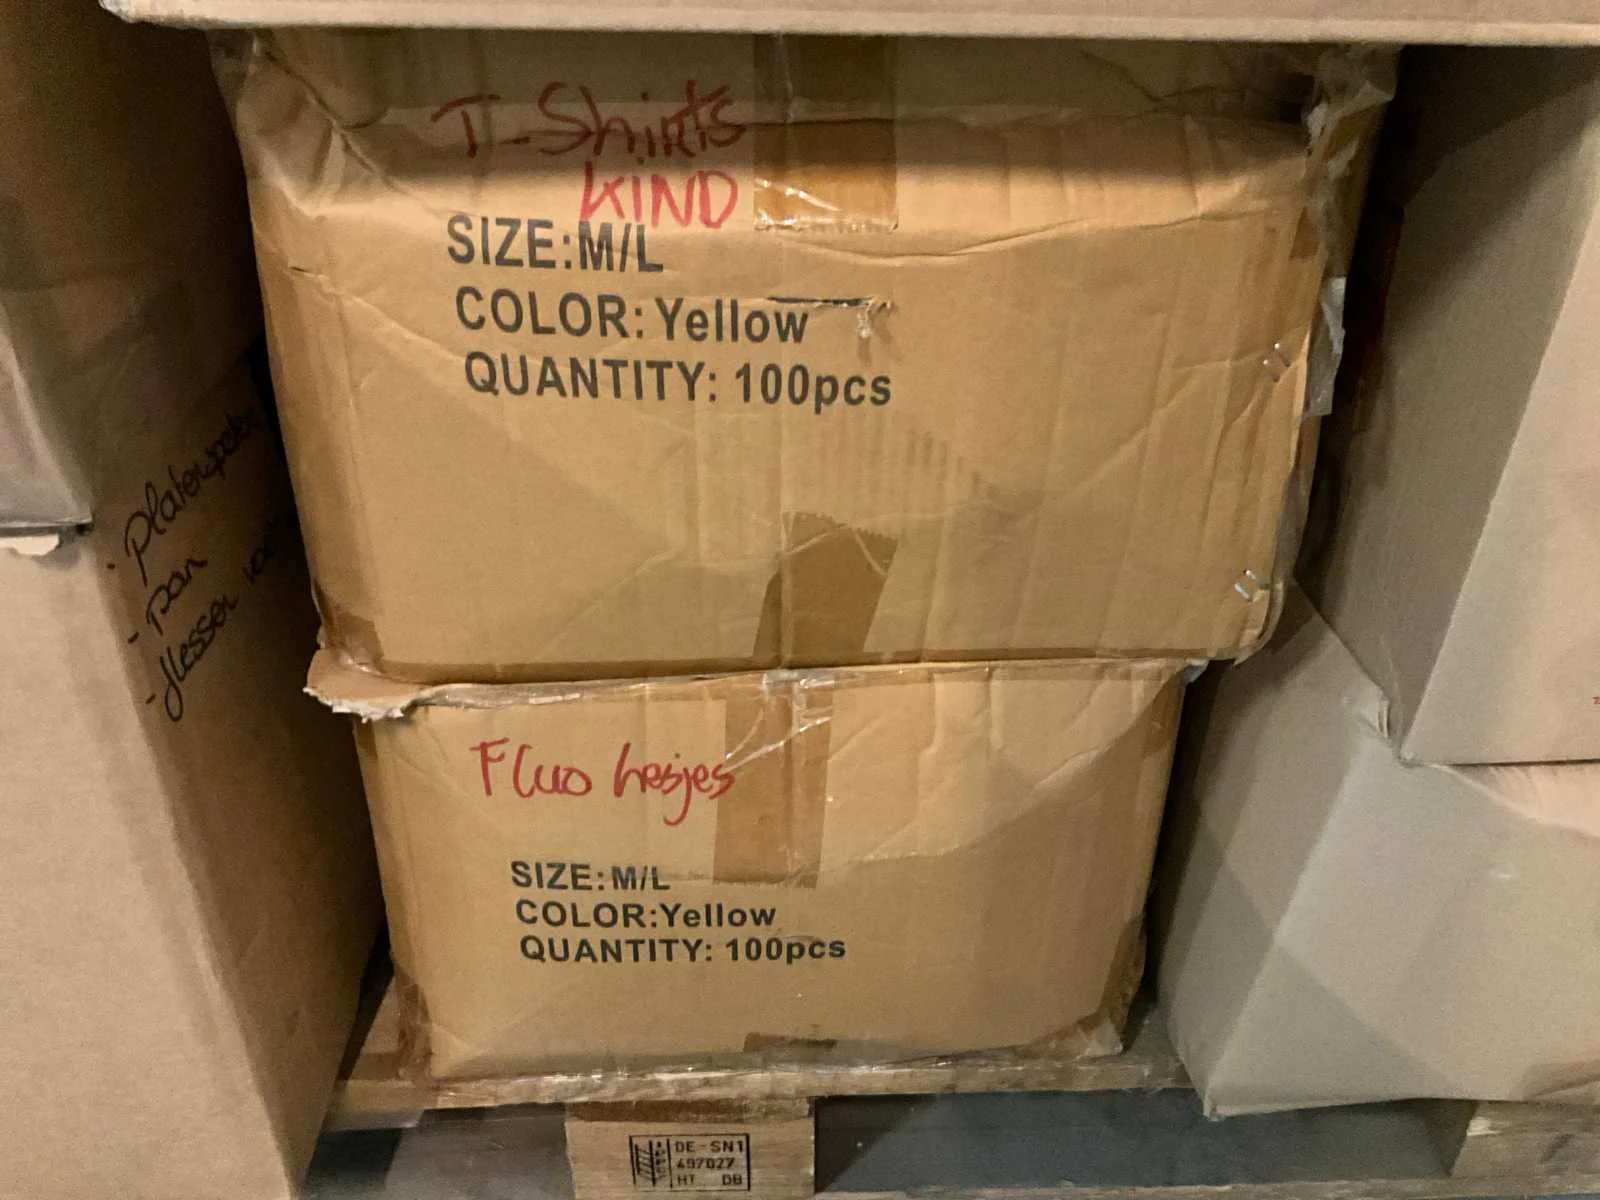 T-Shirts
KIND
SIZE:M/L
COLOR: Yellow
QUANTITY: 100pcs
- pan
- flessen
Fluo hesjes
SIZE: M/L
COLOR:Yellow
QUANTITY: 100pcs
DE-SN1
497027
HT DB